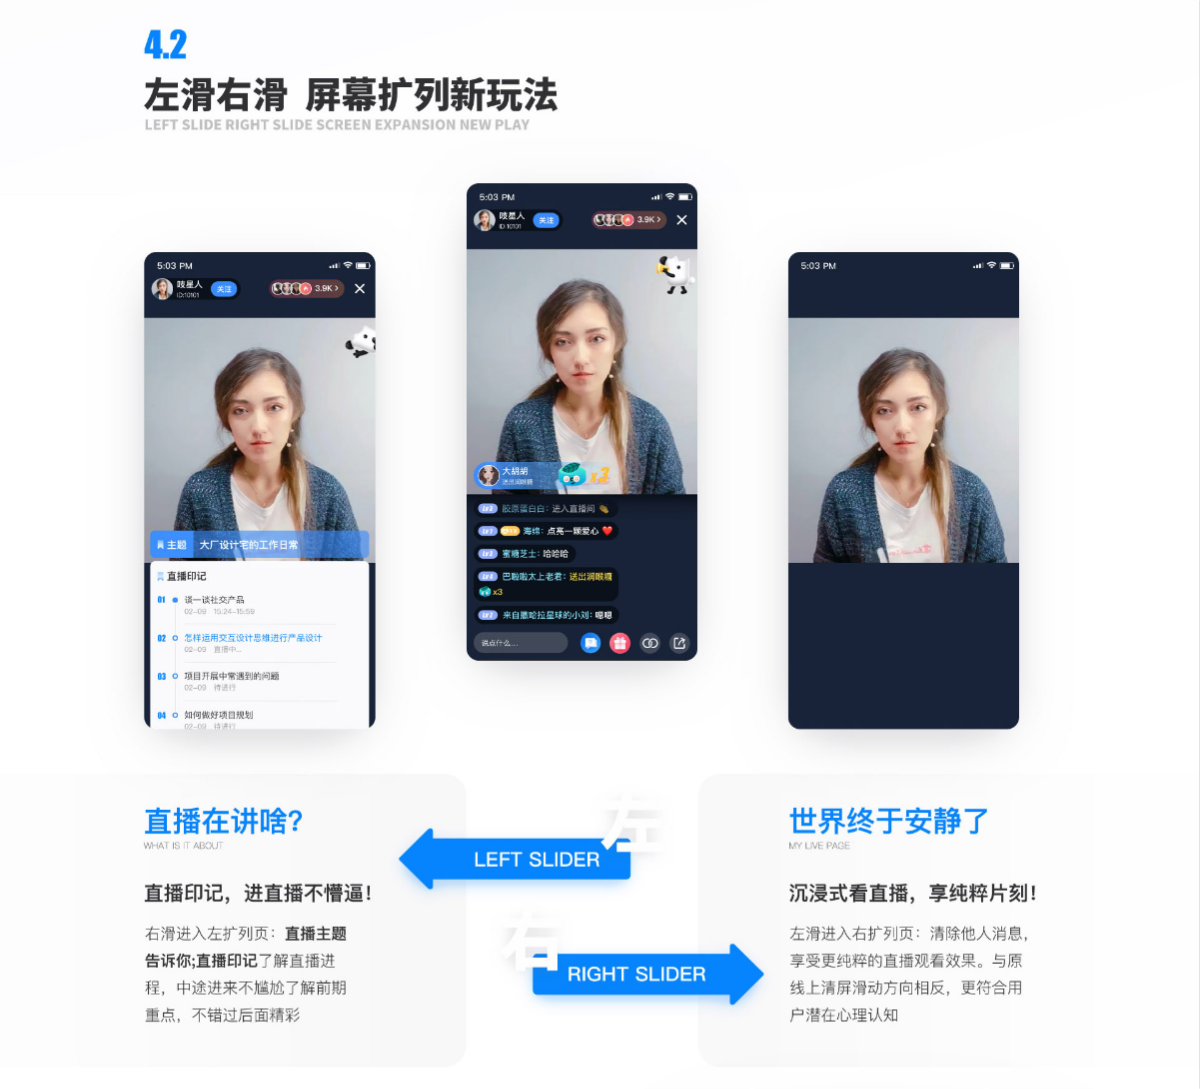 4.2
左滑右滑 屏幕扩列新玩法
LEFT SLIDE RIGHT SLIDE SCREEN EXPANSION NEW PLAY
5:03 PM
吱星人
ID:10101
关注
3.9K
主题 大厂设计宅的工作日常
直播印记
01 谈一谈社交产品
02-09 15:24-15:59
02 怎样运用交互设计思维进行产品设计
02-09 直播中...
03 项目开展中常遇到的问题
02-09 待进行
04 如何做好项目规划
02-09 待进行
5:03 PM
吱星人
ID:10101
关注
3.9K
大胡胡
送出润喉糖
x3
胶原蛋白白：进入直播间
海绵：点亮一颗爱心
蜜糖芝士：哈哈哈
巴啦啦太上老君：送出润喉糖
x3
来自撒哈拉星球的小刘：嗯嗯
说点什么...
5:03 PM
直播在讲啥?
WHAT IS IT ABOUT
直播印记，进直播不懵逼！
右滑进入左扩列页：直播主题
告诉你;直播印记了解直播进
程，中途进来不尴尬了解前期
重点，不错过后面精彩
左
LEFT SLIDER
右
RIGHT SLIDER
世界终于安静了
MY LIVE PAGE
沉浸式看直播，享纯粹片刻！
左滑进入右扩列页：清除他人消息，
享受更纯粹的直播观看效果。与原
线上清屏滑动方向相反，更符合用
户潜在心理认知